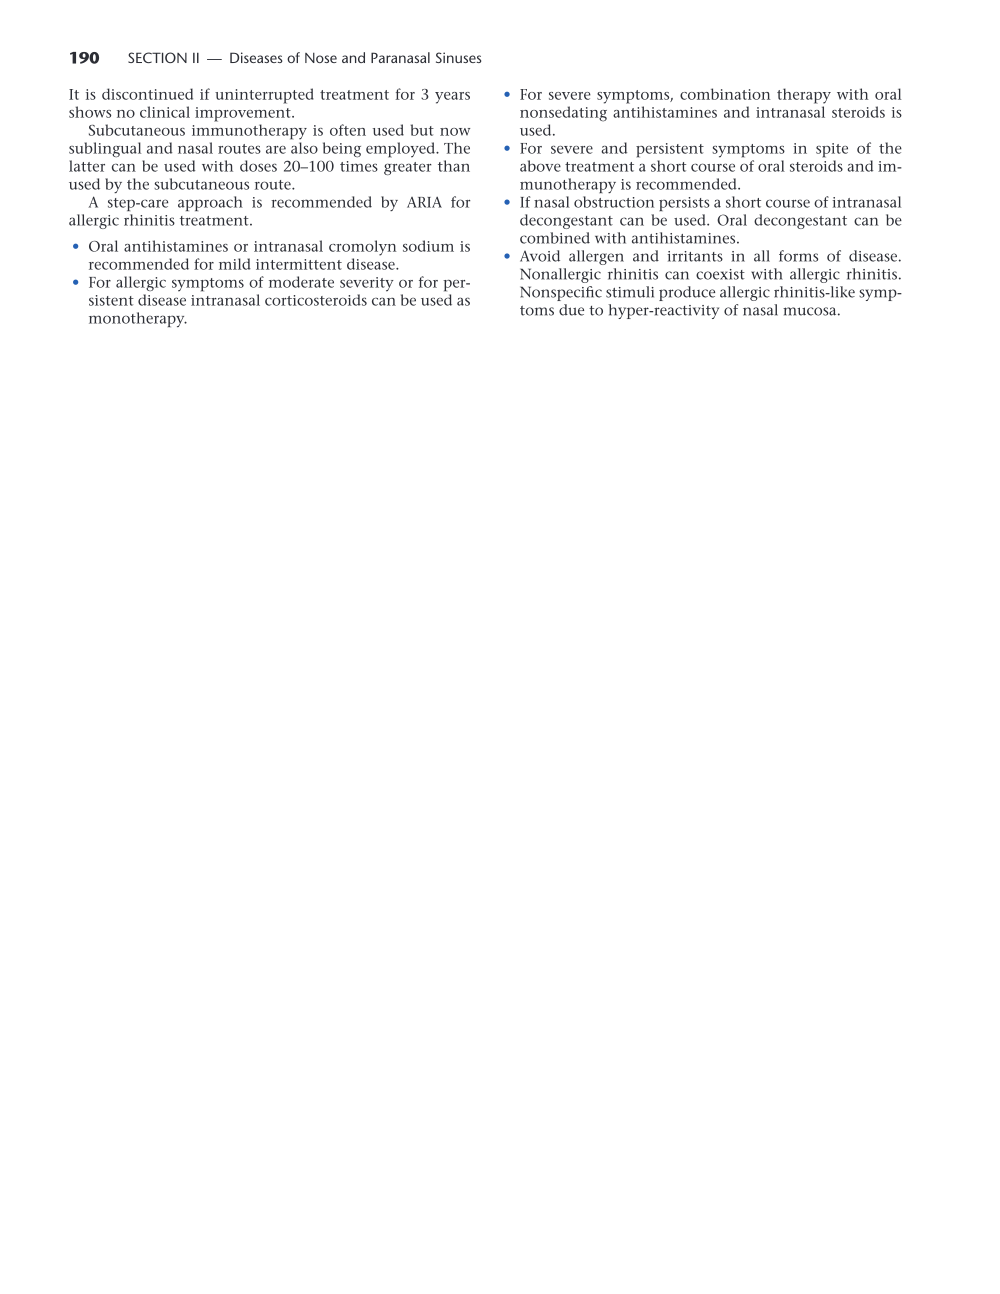 190 SECTION II — Diseases of Nose and Paranasal Sinuses
It is discontinued if uninterrupted treatment for 3 years
shows no clinical improvement.
Subcutaneous immunotherapy is often used but now
sublingual and nasal routes are also being employed. The
latter can be used with doses 20–100 times greater than
used by the subcutaneous route.
A step-care approach is recommended by ARIA for
allergic rhinitis treatment.
• Oral antihistamines or intranasal cromolyn sodium is
recommended for mild intermittent disease.
• For allergic symptoms of moderate severity or for per-
sistent disease intranasal corticosteroids can be used as
monotherapy.
• For severe symptoms, combination therapy with oral
nonsedating antihistamines and intranasal steroids is
used.
• For severe and persistent symptoms in spite of the
above treatment a short course of oral steroids and im-
munotherapy is recommended.
• If nasal obstruction persists a short course of intranasal
decongestant can be used. Oral decongestant can be
combined with antihistamines.
• Avoid allergen and irritants in all forms of disease.
Nonallergic rhinitis can coexist with allergic rhinitis.
Nonspecific stimuli produce allergic rhinitis-like symp-
toms due to hyper-reactivity of nasal mucosa.